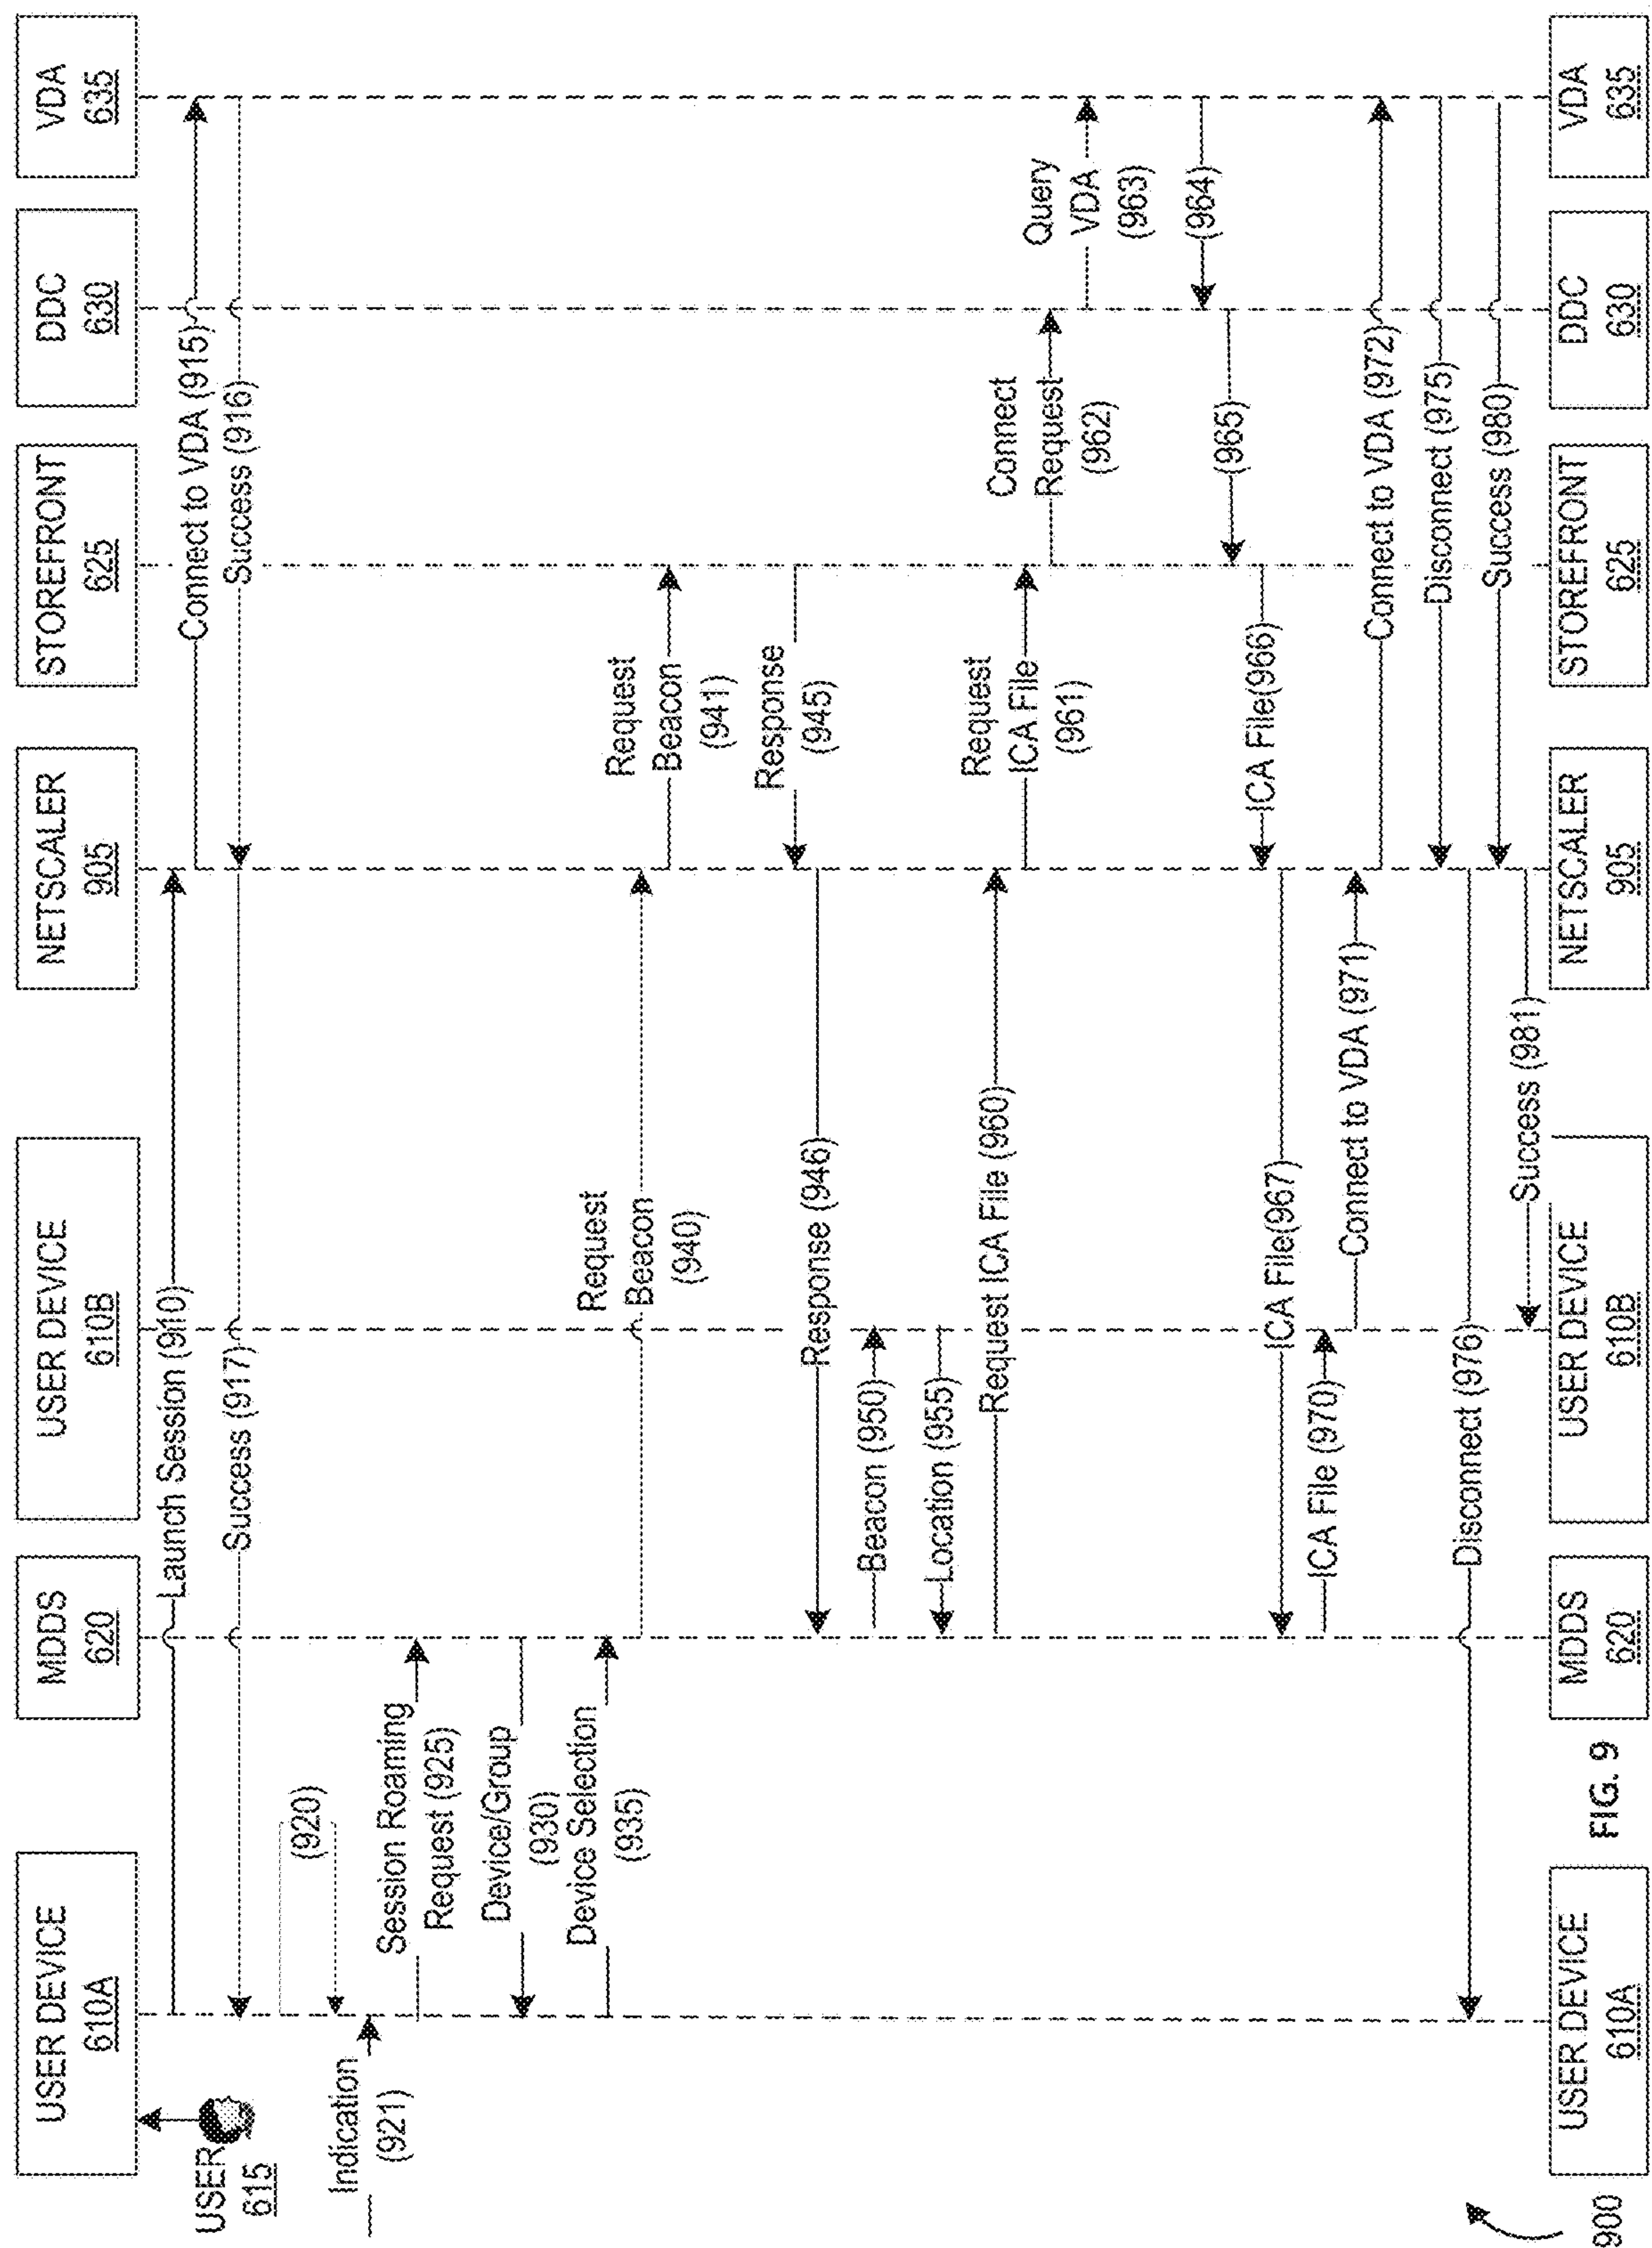 USER DEVICE
610A
MDDS
620
USER DEVICE
610B
NETSCALER
905
STOREFRONT
625
DDC
630
VDA
635
USER
615
Launch Session (910)
Connect to VDA (915)
Success (916)
Success (917)
(920)
Indication
(921)
Session Roaming
Request (925)
Device/Group
(930)
Device Selection
(935)
Request
Beacon
(940)
Request
Beacon
(941)
Response
(945)
Response (946)
Beacon (950)
Location (955)
Request ICA File (960)
Request
ICA File
(961)
Connect
Request
(962)
Query
VDA
(963)
(964)
(965)
ICA File(966)
ICA File(967)
ICA File (970)
Connect to VDA (971)
Connect to VDA (972)
Disconnect (975)
Disconnect (976)
Success (980)
Success (981)
USER DEVICE
610A
MDDS
620
USER DEVICE
610B
NETSCALER
905
STOREFRONT
625
DDC
630
VDA
635
900
FIG. 9